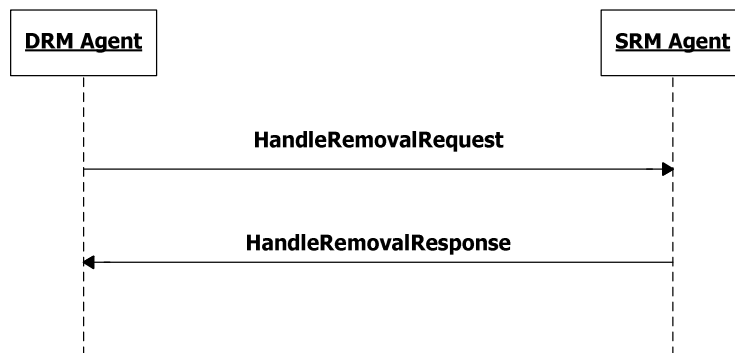 DRM Agent
SRM Agent
HandleRemovalRequest
HandleRemovalResponse